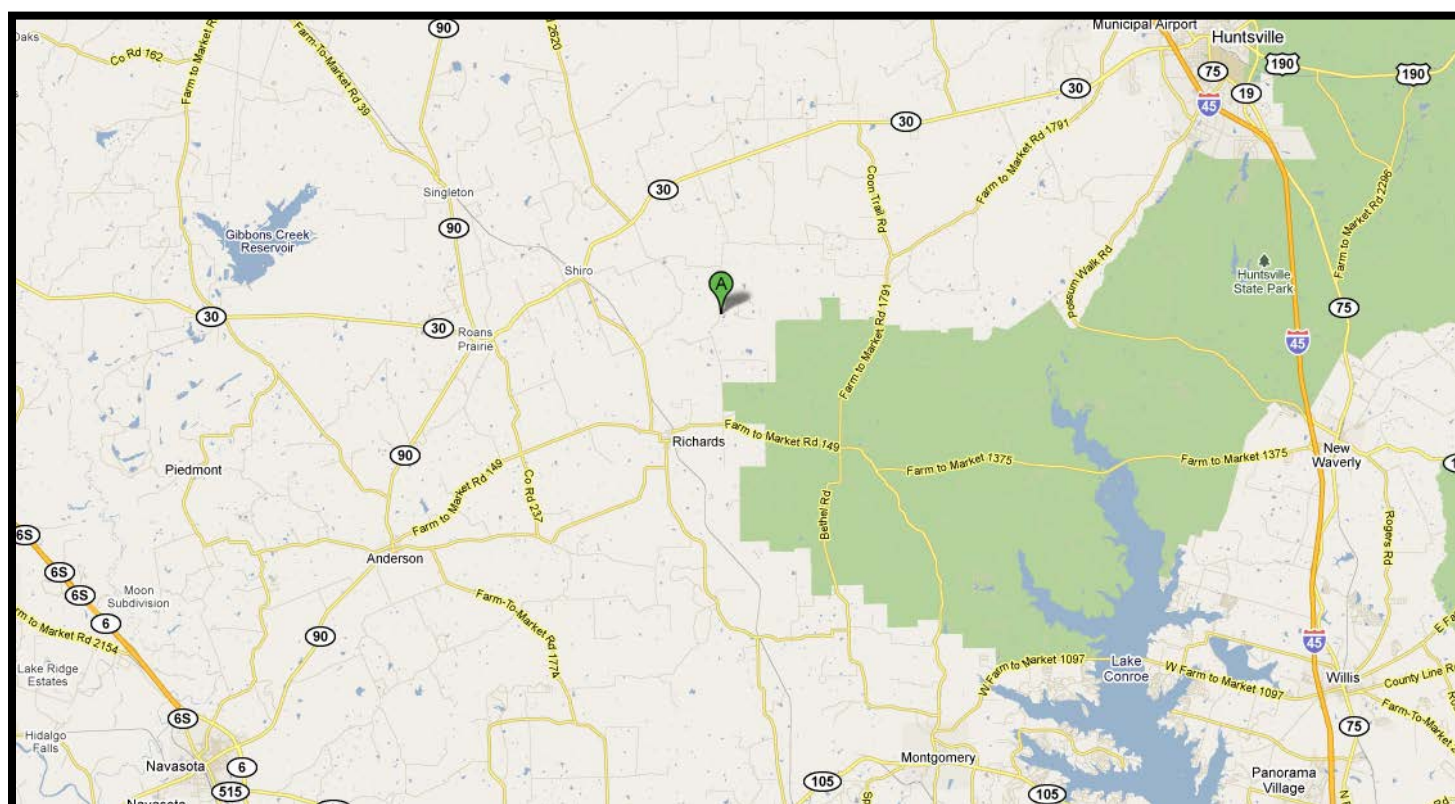 Oaks
Co Rd 162
Farm to Market R
Farm-To-Market Rd 39
90
2620
Municipal Airport
Huntsville
190
75
190
19
45
30
30
Farm to Market Rd 1791
Coon Trail Rd
30
Singleton
90
Gibbons Creek
Reservoir
Shiro
A
Possum Walk Rd
Farm to Market Rd 2296
Huntsville
State Park
75
30
30
Roans
Prairie
Farm to Market Rd 1791
45
Richards
Farm to Market Rd 149
Farm to Market 1375
Farm to Market 1375
New
Waverly
90
Piedmont
Farm to Market Rd 149
Co Rd 237
Bethel Rd
Rogers Rd
6S
Anderson
6S
6S
6
Moon
Subdivision
Farm-To-Market Rd 1774
m to Market Rd 2154
90
45
Lake Ridge
Estates
W Farm to Market 1097
Lake
Conroe
W Farm to Market 1097
E Fa
Willis
County Line R
Farm-To-Mark
6S
75
Hidalgo
Falls
Navasota
6
515
Navasota
Montgomery
105
105
Panorama
Village